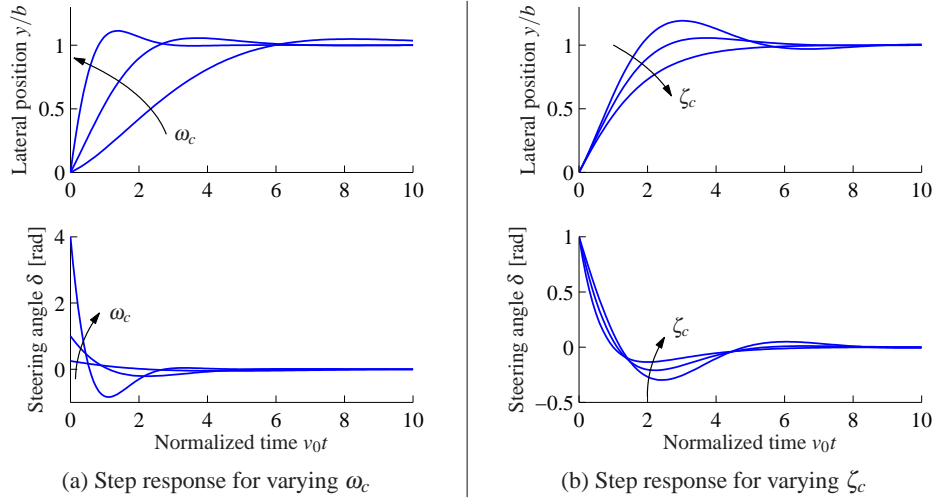 Lateral position y/b
1
0.5
0
ω_c
0 2 4 6 8 10
Steering angle δ [rad]
4
2
0
ω_c
0 2 4 6 8 10
Normalized time v₀t
(a) Step response for varying ω_c
Lateral position y/b
1
0.5
0
ζ_c
0 2 4 6 8 10
Steering angle δ [rad]
1
0.5
0
−0.5
ζ_c
0 2 4 6 8 10
Normalized time v₀t
(b) Step response for varying ζ_c